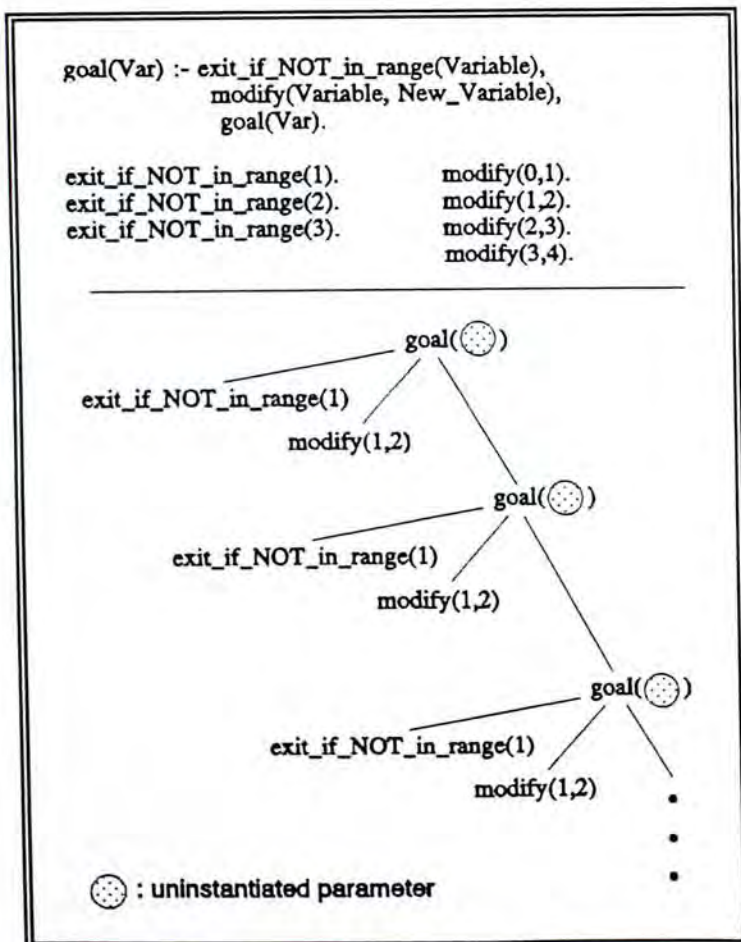 goal(Var) :- exit_if_NOT_in_range(Variable),
modify(Variable, New_Variable),
goal(Var).
exit_if_NOT_in_range(1). modify(0,1).
exit_if_NOT_in_range(2). modify(1,2).
exit_if_NOT_in_range(3). modify(2,3).
modify(3,4).
goal( )
exit_if_NOT_in_range(1)
modify(1,2)
goal( )
exit_if_NOT_in_range(1)
modify(1,2)
goal( )
exit_if_NOT_in_range(1)
modify(1,2)
: uninstantiated parameter